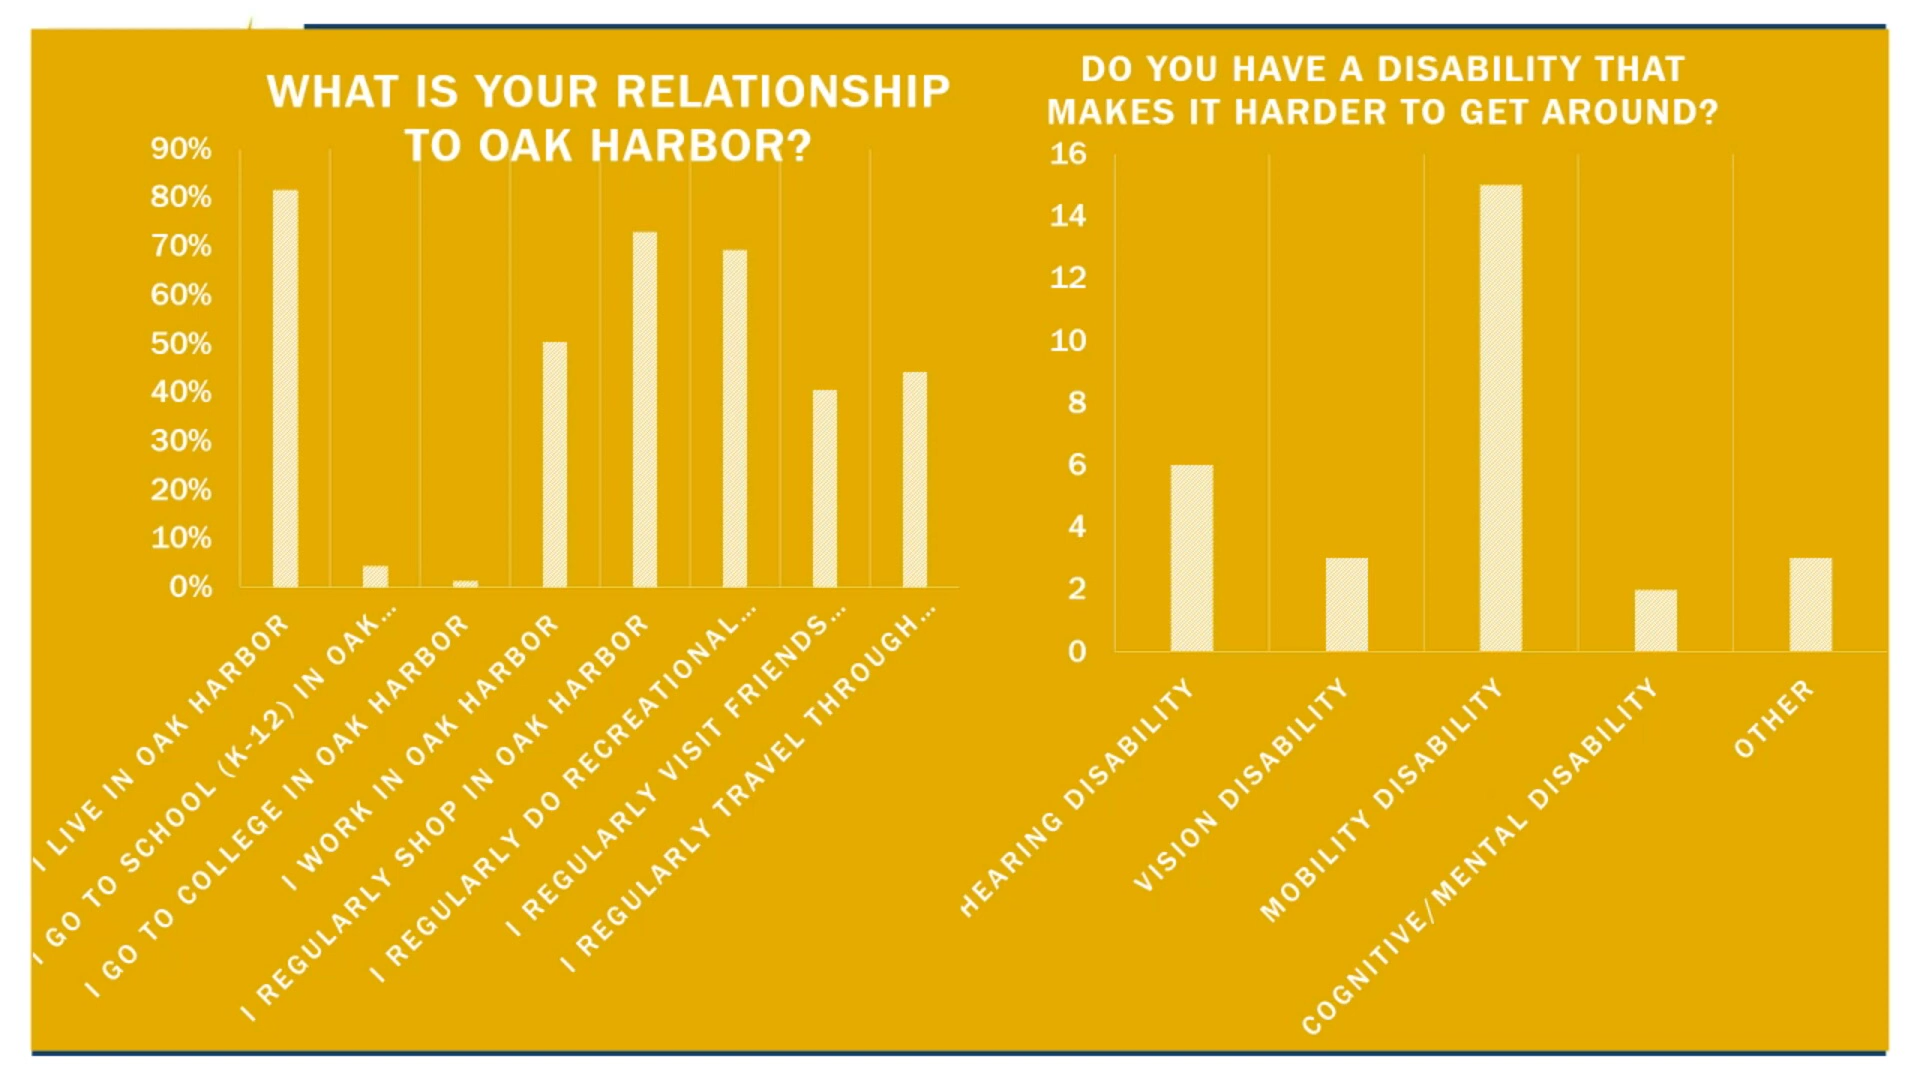 WHAT IS YOUR RELATIONSHIP
TO OAK HARBOR?
90%
80%
70%
60%
50%
40%
30%
20%
10%
0%
I LIVE IN OAK HARBOR
I GO TO SCHOOL (K-12) IN OAK...
I GO TO COLLEGE IN OAK HARBOR
I WORK IN OAK HARBOR
I REGULARLY SHOP IN OAK HARBOR
I REGULARLY DO RECREATIONAL...
I REGULARLY VISIT FRIENDS...
I REGULARLY TRAVEL THROUGH...
DO YOU HAVE A DISABILITY THAT
MAKES IT HARDER TO GET AROUND?
16
14
12
10
8
6
4
2
0
HEARING DISABILITY
VISION DISABILITY
MOBILITY DISABILITY
COGNITIVE/MENTAL DISABILITY
OTHER